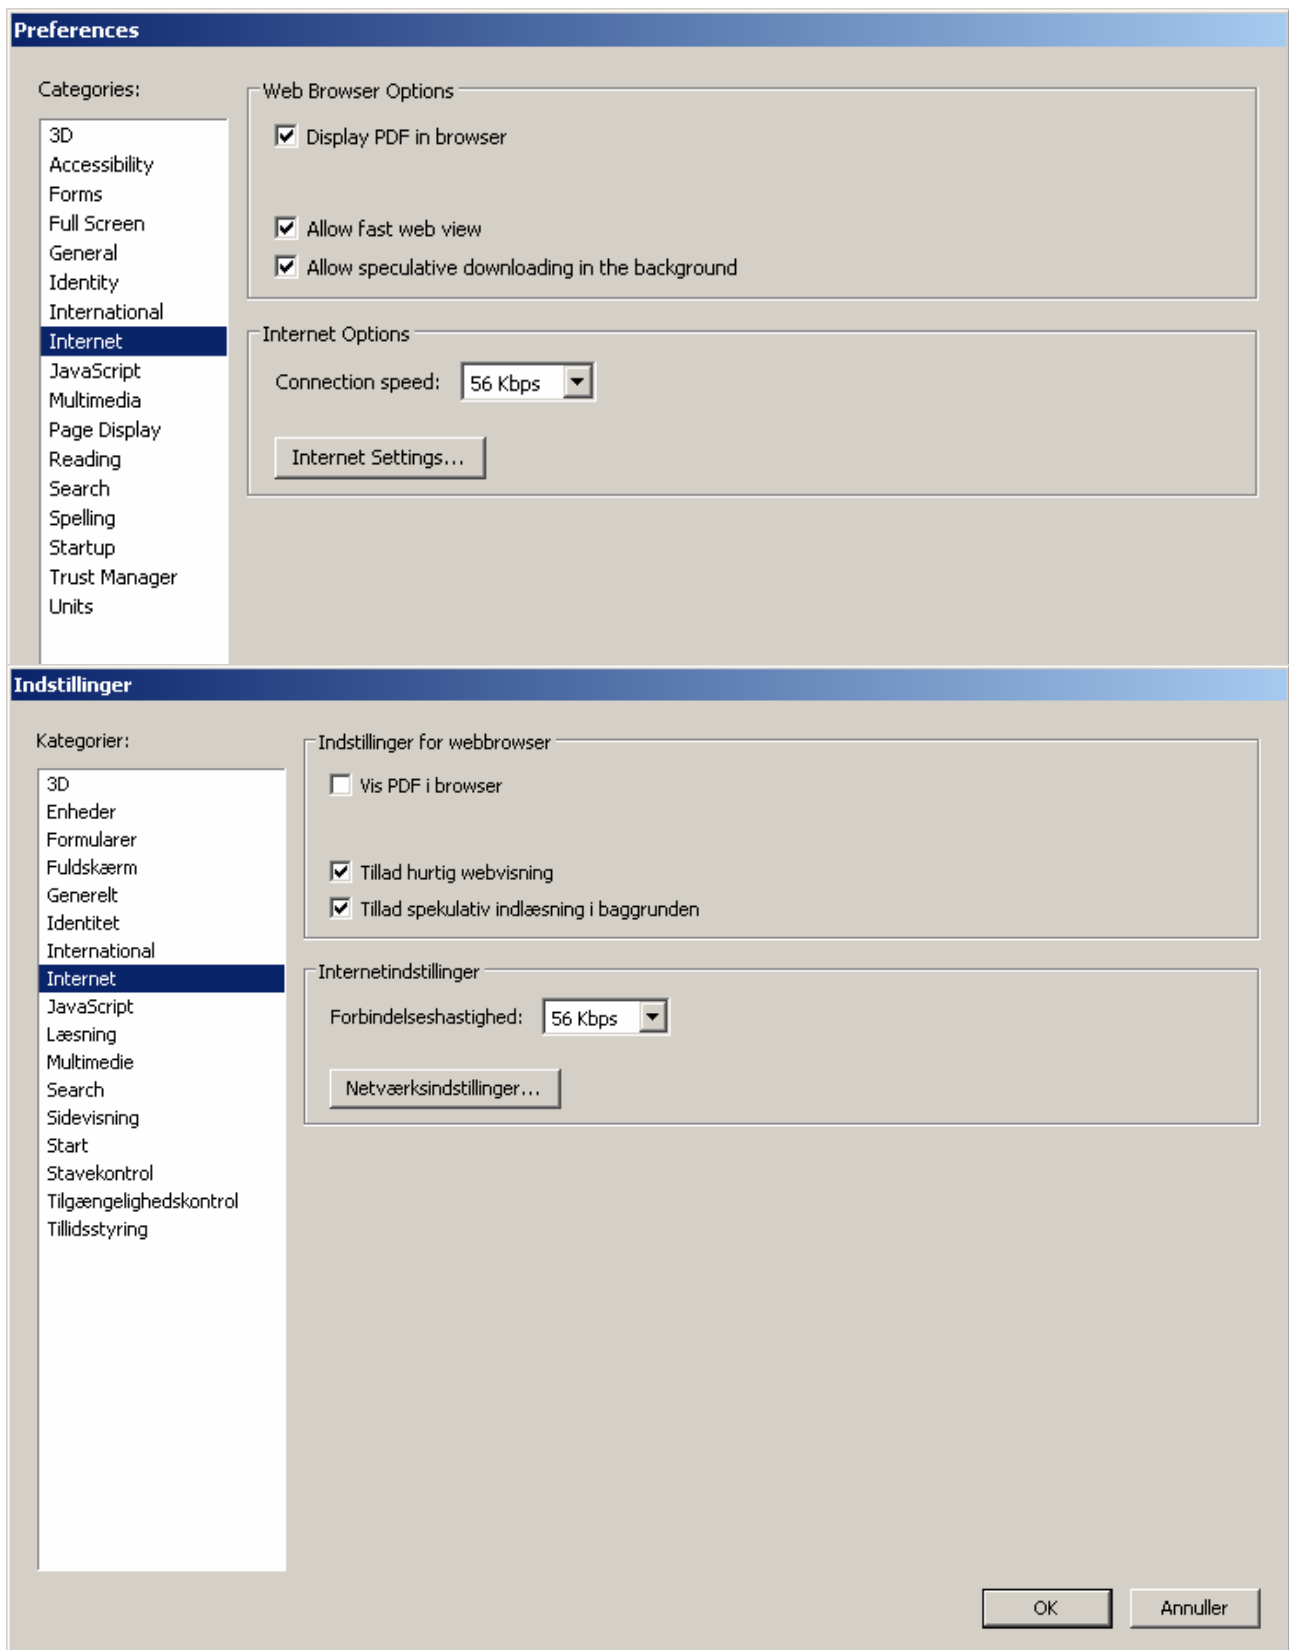 Preferences
Categories:
3D
Accessibility
Forms
Full Screen
General
Identity
International
Internet
JavaScript
Multimedia
Page Display
Reading
Search
Spelling
Startup
Trust Manager
Units
Web Browser Options
Display PDF in browser
Allow fast web view
Allow speculative downloading in the background
Internet Options
Connection speed: 56 Kbps
Internet Settings...
Indstillinger
Kategorier:
3D
Enheder
Formularer
Fuldskærm
Generelt
Identitet
International
Internet
JavaScript
Læsning
Multimedie
Search
Sidevisning
Start
Stavekontrol
Tilgængelighedskontrol
Tillidsstyring
Indstillinger for webbrowser
Vis PDF i browser
Tillad hurtig webvisning
Tillad spekulativ indlæsning i baggrunden
Internetindstillinger
Forbindelseshastighed: 56 Kbps
Netværksindstillinger...
OK Annuller